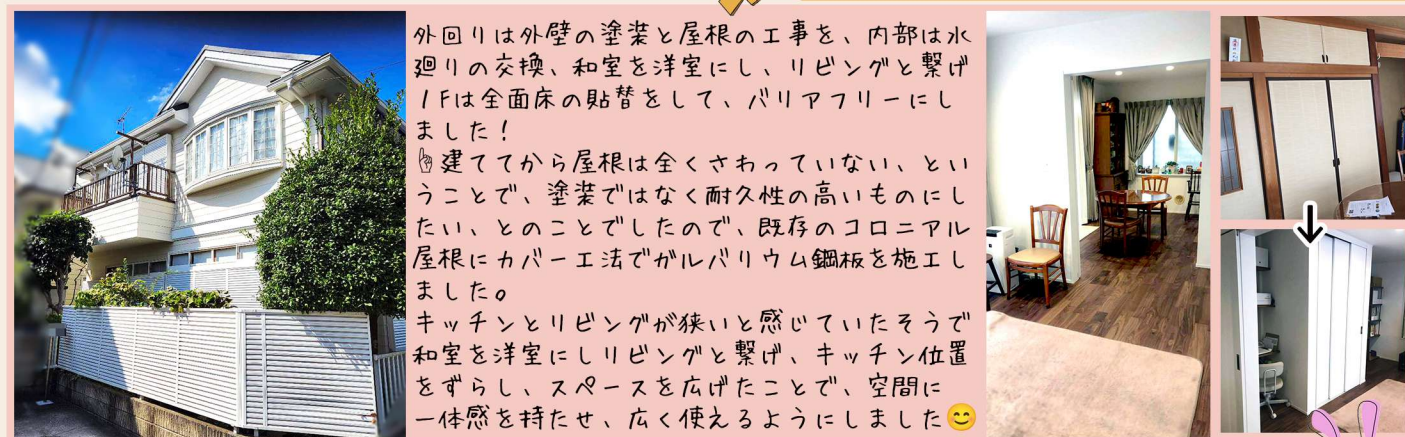 外回りは外壁の塗装と屋根の工事を、内部は水
廻りの交換、和室を洋室にし、リビングと繋げ
1Fは全面床の貼替をして、バリアフリーにし
ました！
☝建ててから屋根は全くさわっていない、とい
うことで、塗装ではなく耐久性の高いものにし
たい、とのことでしたので、既存のコロニアル
屋根にカバー工法でガルバリウム鋼板を施工し
ました。
キッチンとリビングが狭いと感じていたそうで
和室を洋室にしリビングと繋げ、キッチン位置
をずらし、スペースを広げたことで、空間に
一体感を持たせ、広く使えるようにしました😊